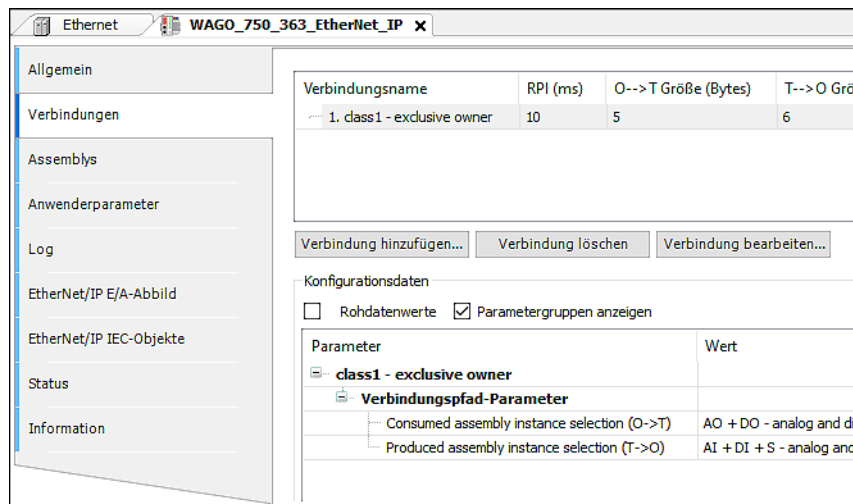 Ethernet WAGO_750_363_EtherNet_IP
Allgemein
Verbindungen
Assemblys
Anwenderparameter
Log
EtherNet/IP E/A-Abbild
EtherNet/IP IEC-Objekte
Status
Information
Verbindungsname RPI (ms) O-->T Größe (Bytes) T-->O Grö
1. class1 - exclusive owner 10 5 6
Verbindung hinzufügen... Verbindung löschen Verbindung bearbeiten...
Konfigurationsdaten
Rohdatenwerte Parametergruppen anzeigen
Parameter Wert
class1 - exclusive owner
Verbindungspfad-Parameter
Consumed assembly instance selection (O->T) AO + DO - analog and di
Produced assembly instance selection (T->O) AI + DI + S - analog and